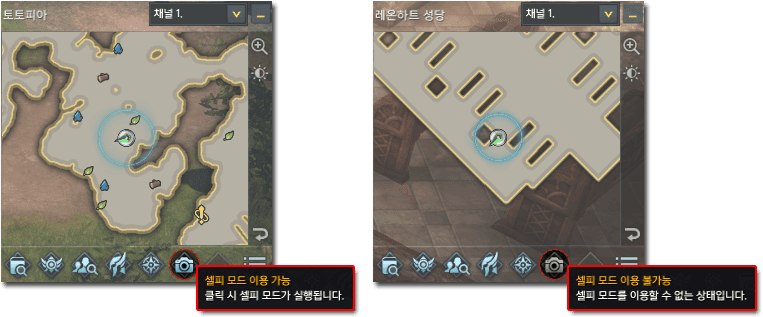 토토피아
채널 1.
셀피 모드 이용 가능
클릭 시 셀피 모드가 실행됩니다.
레온하트 성당
채널 1.
셀피 모드 이용 불가능
셀피 모드를 이용할 수 없는 상태입니다.